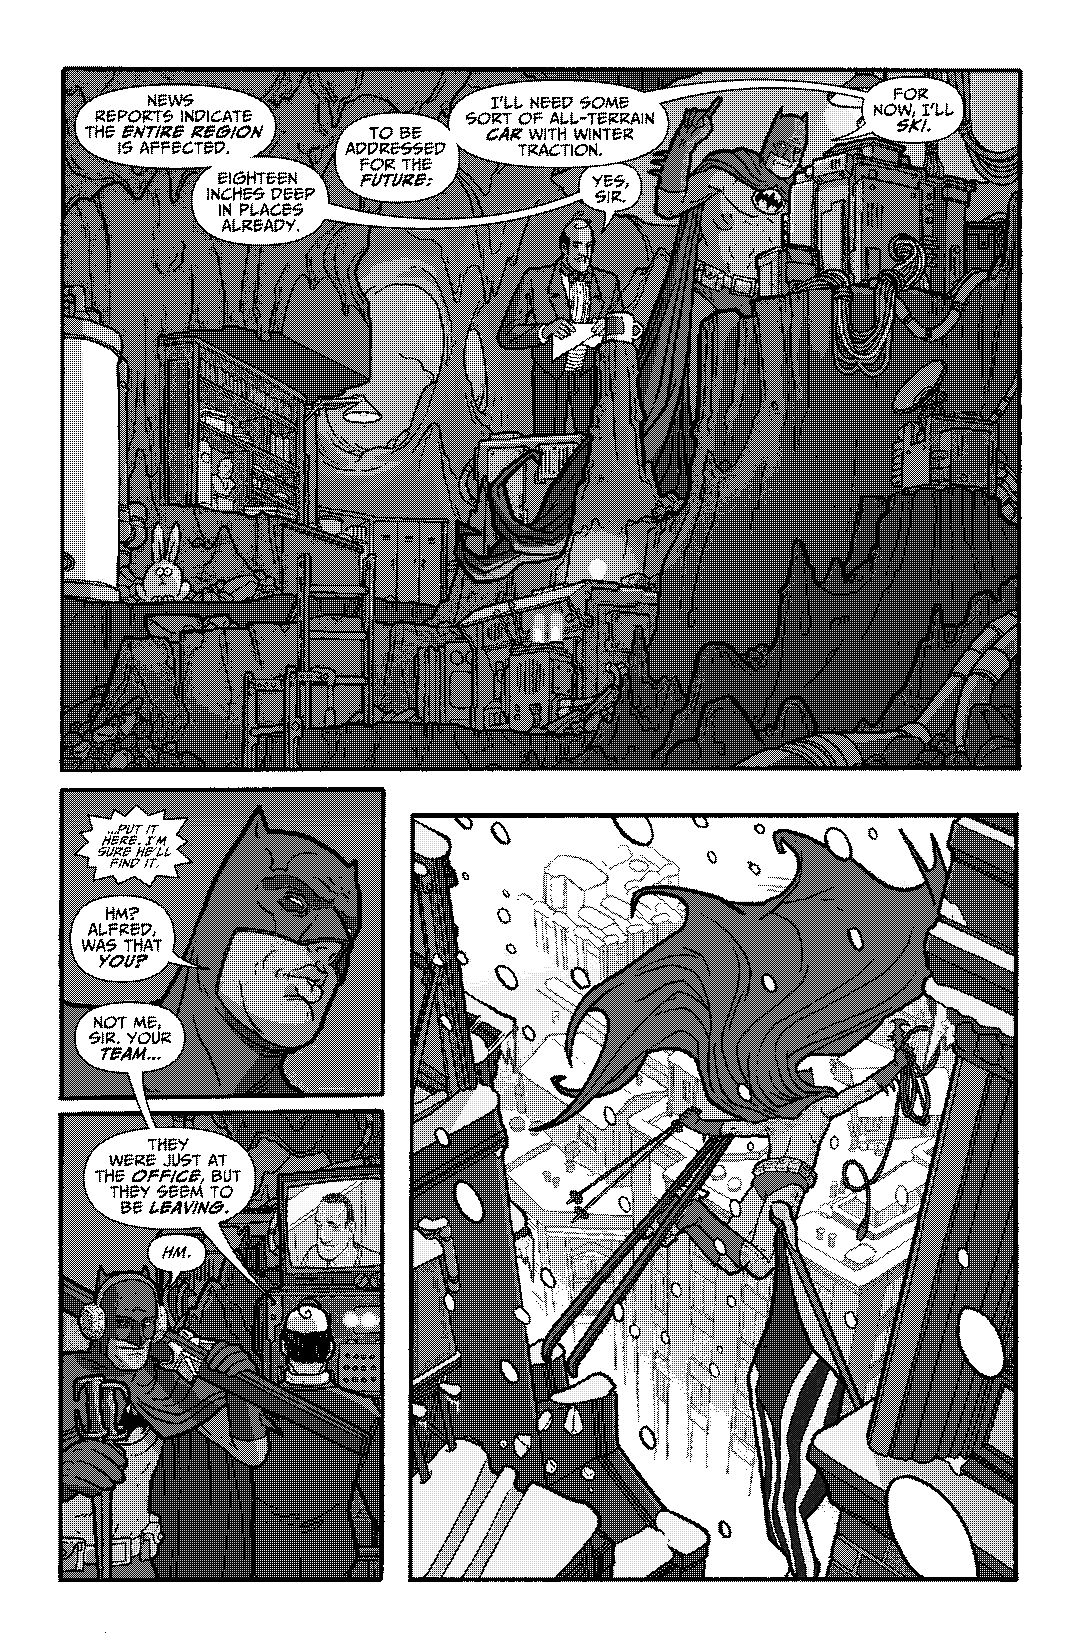 NEWS
REPORTS INDICATE
THE ENTIRE REGION
IS AFFECTED.
EIGHTEEN
INCHES DEEP
IN PLACES
ALREADY.
TO BE
ADDRESSED
FOR THE
FUTURE:
I'LL NEED SOME
SORT OF ALL-TERRAIN
CAR WITH WINTER
TRACTION.
YES,
SIR.
FOR
NOW, I'LL
SKI.
...PUT IT
HERE. I'M
SURE HE'LL
FIND IT.
HM?
ALFRED,
WAS THAT
YOU?
NOT ME,
SIR. YOUR
TEAM...
THEY
WERE JUST AT
THE OFFICE, BUT
THEY SEEM TO
BE LEAVING.
HM.